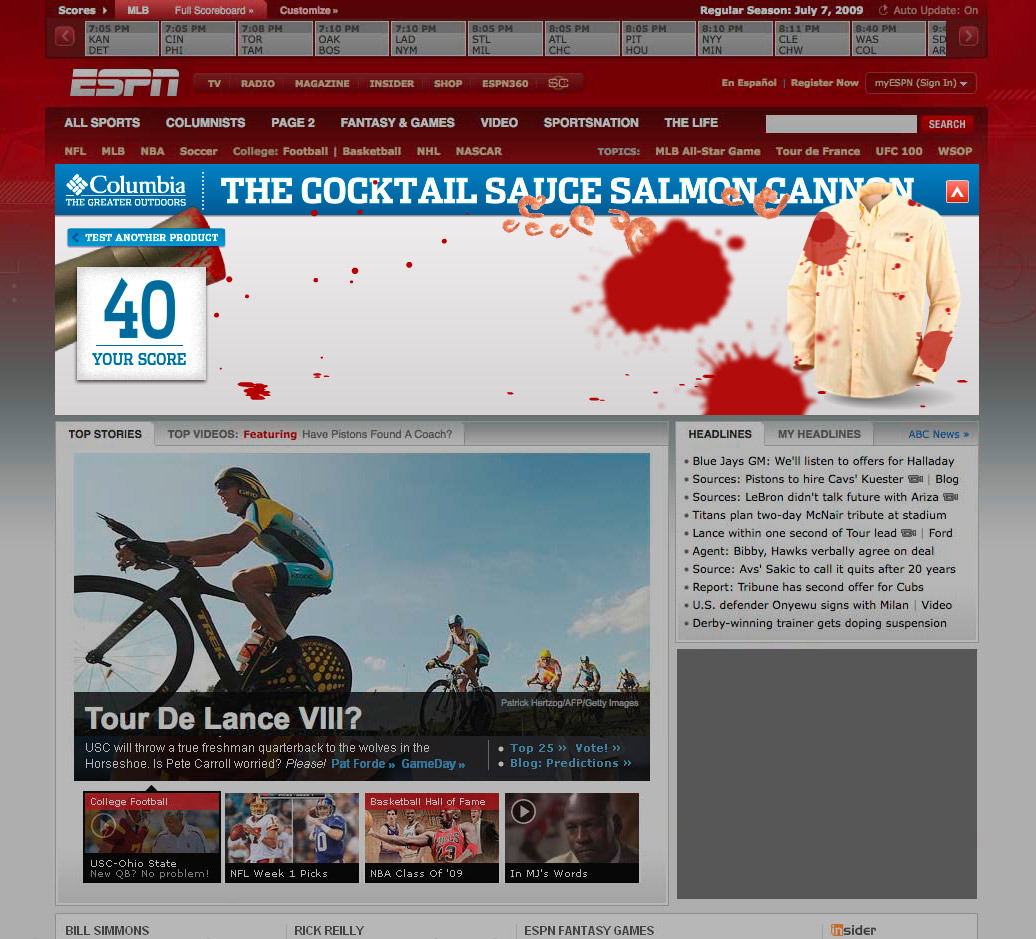 Scores MLB Full Scoreboard » Customize » Regular Season: July 7, 2009 Auto Update: On
7:05 PM 7:05 PM 7:08 PM 7:10 PM 7:10 PM 8:05 PM 8:05 PM 8:05 PM 8:10 PM 8:11 PM 8:40 PM 9:4
KAN CIN TOR OAK LAD STL ATL PIT NYY CLE WAS SD
DET PHI TAM BOS NYM MIL CHC HOU MIN CHW COL AR
ESPN TV RADIO MAGAZINE INSIDER SHOP ESPN360 SC En Español | Register Now myESPN (Sign In)
ALL SPORTS COLUMNISTS PAGE 2 FANTASY & GAMES VIDEO SPORTSNATION THE LIFE SEARCH
NFL MLB NBA Soccer College: Football | Basketball NHL NASCAR TOPICS: MLB All-Star Game Tour de France UFC 100 WSOP
Columbia
THE GREATER OUTDOORS
THE COCKTAIL SAUCE SALMON CANNON
TEST ANOTHER PRODUCT
40
YOUR SCORE
TOP STORIES TOP VIDEOS: Featuring Have Pistons Found A Coach?
GIRO
TREK
Patrick Hertzog/AFP/Getty Images
Tour De Lance VIII?
USC will throw a true freshman quarterback to the wolves in the
Horseshoe. Is Pete Carroll worried? Please! Pat Forde » GameDay »
• Top 25 » Vote! »
• Blog: Predictions »
College Football
USC-Ohio State
New QB? No problem!
NFL Week 1 Picks
Basketball Hall of Fame
23
NBA Class Of '09
In MJ's Words
HEADLINES MY HEADLINES ABC News »
• Blue Jays GM: We'll listen to offers for Halladay
• Sources: Pistons to hire Cavs' Kuester | Blog
• Sources: LeBron didn't talk future with Ariza
• Titans plan two-day McNair tribute at stadium
• Lance within one second of Tour lead | Ford
• Agent: Bibby, Hawks verbally agree on deal
• Source: Avs' Sakic to call it quits after 20 years
• Report: Tribune has second offer for Cubs
• U.S. defender Onyewu signs with Milan | Video
• Derby-winning trainer gets doping suspension
BILL SIMMONS RICK REILLY ESPN FANTASY GAMES insider